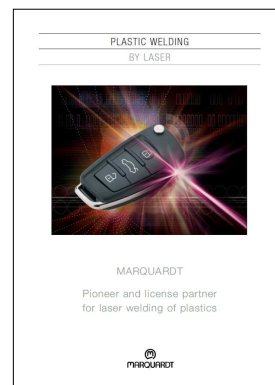 PLASTIC WELDING
BY LASER
MARQUARDT
Pioneer and license partner
for laser welding of plastics
MARQUARDT